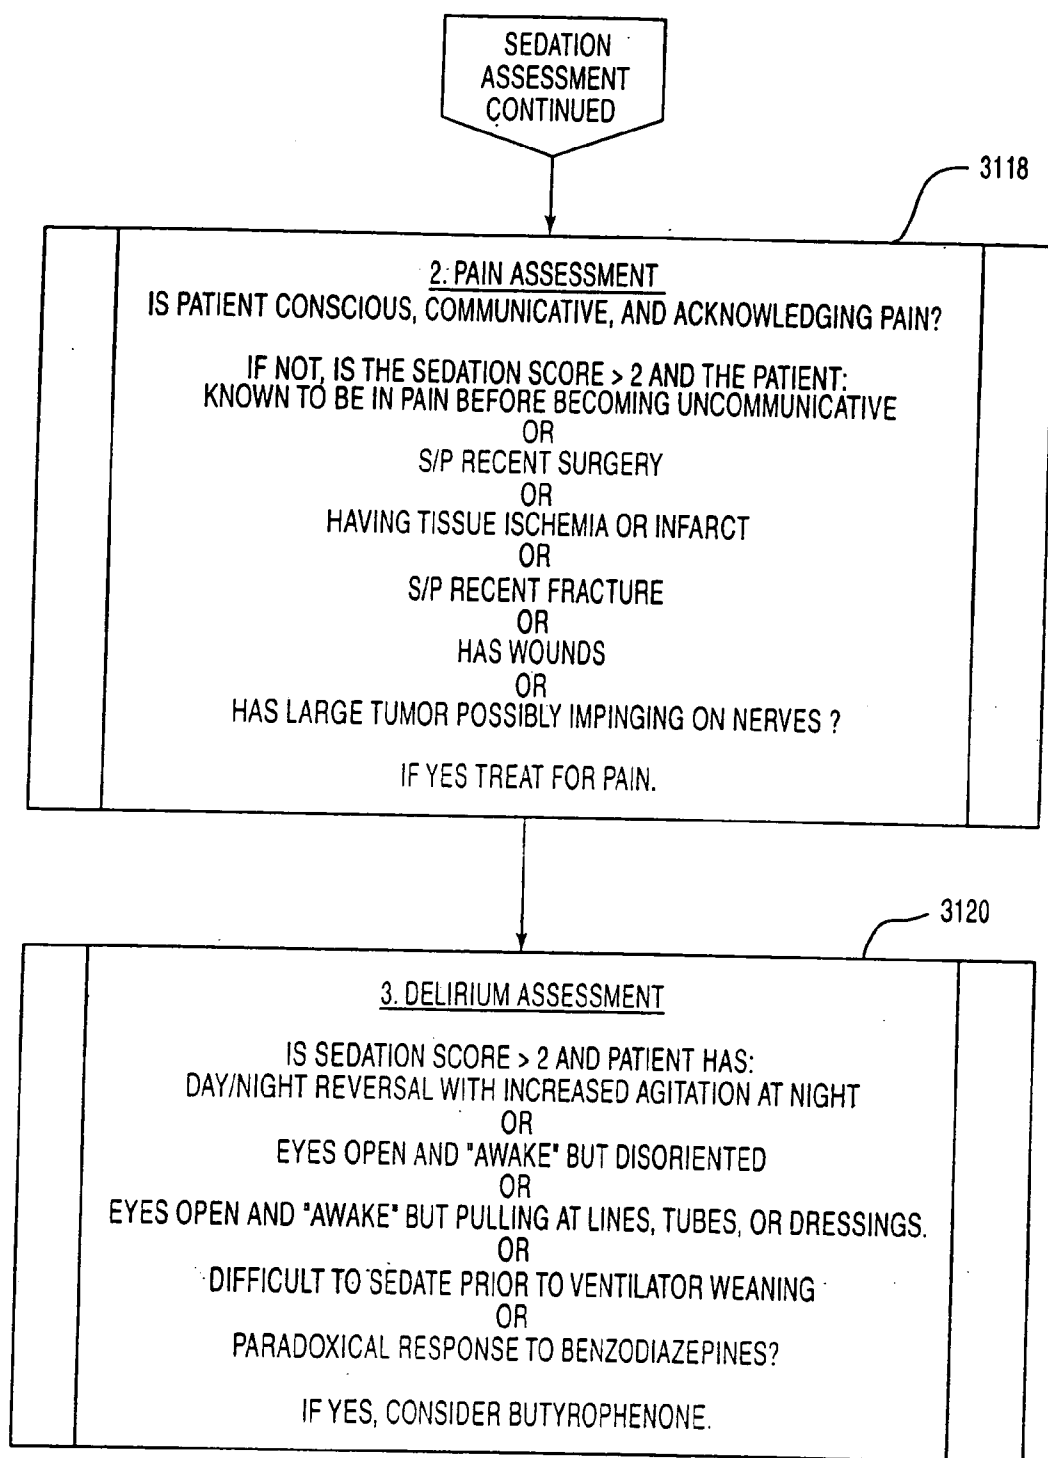 SEDATION
ASSESSMENT
CONTINUED
3118
2. PAIN ASSESSMENT
IS PATIENT CONSCIOUS, COMMUNICATIVE, AND ACKNOWLEDGING PAIN?
IF NOT, IS THE SEDATION SCORE > 2 AND THE PATIENT:
KNOWN TO BE IN PAIN BEFORE BECOMING UNCOMMUNICATIVE
OR
S/P RECENT SURGERY
OR
HAVING TISSUE ISCHEMIA OR INFARCT
OR
S/P RECENT FRACTURE
OR
HAS WOUNDS
OR
HAS LARGE TUMOR POSSIBLY IMPINGING ON NERVES ?
IF YES TREAT FOR PAIN.
3120
3. DELIRIUM ASSESSMENT
IS SEDATION SCORE > 2 AND PATIENT HAS:
DAY/NIGHT REVERSAL WITH INCREASED AGITATION AT NIGHT
OR
EYES OPEN AND "AWAKE" BUT DISORIENTED
OR
EYES OPEN AND "AWAKE" BUT PULLING AT LINES, TUBES, OR DRESSINGS.
OR
DIFFICULT TO SEDATE PRIOR TO VENTILATOR WEANING
OR
PARADOXICAL RESPONSE TO BENZODIAZEPINES?
IF YES, CONSIDER BUTYROPHENONE.